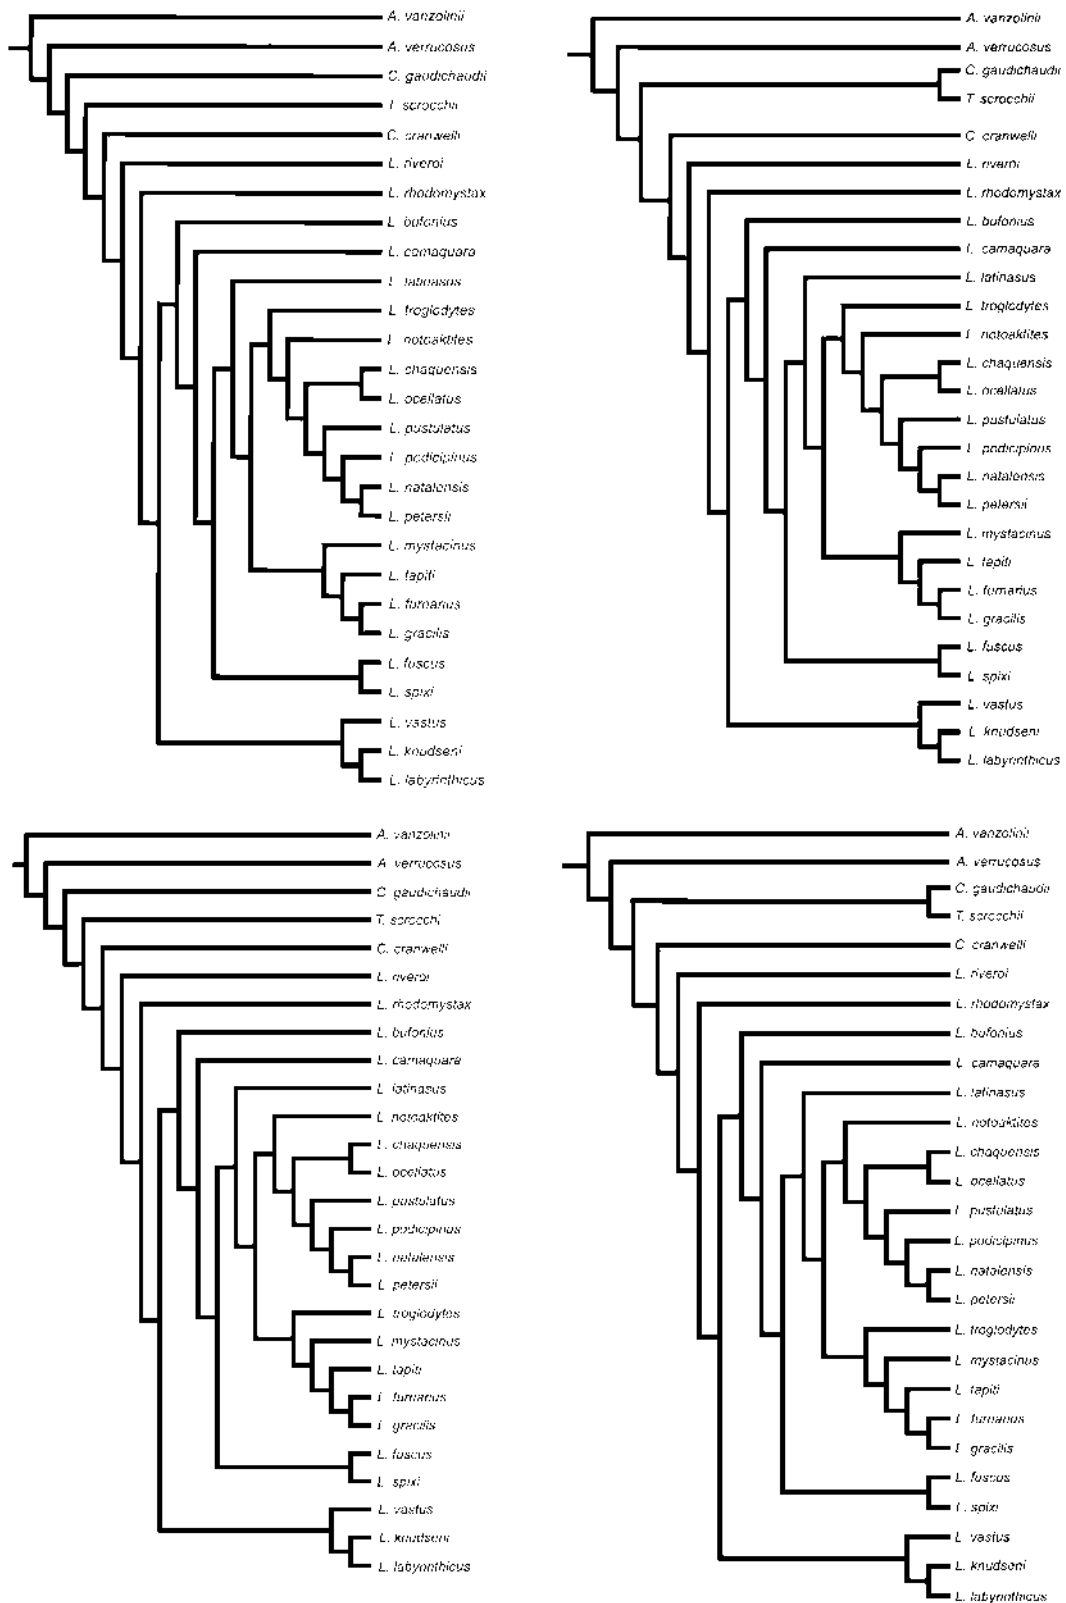 A. vanzolinii
A. verrucosus
C. gaudichaudii
T. scrocchii
C. cranwelli
L. riveroi
L. rhodomystax
L. bufonius
L. camaquara
L. latinasus
L. troglodytes
L. notoaktites
L. chaquensis
L. ocellatus
L. pustulatus
L. podicipinus
L. natalensis
L. petersii
L. mystacinus
L. tapiti
L. furnarius
L. gracilis
L. fuscus
L. spixi
L. vastus
L. knudseni
L. labyrinthicus
A. vanzolinii
A. verrucosus
C. gaudichaudii
T. scrocchii
C. cranwelli
L. riveroi
L. rhodomystax
L. bufonius
L. camaquara
L. latinasus
L. troglodytes
L. notoaktites
L. chaquensis
L. ocellatus
L. pustulatus
L. podicipinus
L. natalensis
L. petersii
L. mystacinus
L. tapiti
L. furnarius
L. gracilis
L. fuscus
L. spixi
L. vastus
L. knudseni
L. labyrinthicus
A. vanzolinii
A. verrucosus
C. gaudichaudii
T. scrocchi
C. cranwelli
L. riveroi
L. rhodomystax
L. bufonius
L. camaquara
L. latinasus
L. notoaktites
L. chaquensis
L. ocellatus
L. pustulatus
L. podicipinus
L. natalensis
L. petersii
L. troglodytes
L. mystacinus
L. tapiti
L. furnarius
L. gracilis
L. fuscus
L. spixi
L. vastus
L. knudseni
L. labyrinthicus
A. vanzolinii
A. verrucosus
C. gaudichaudii
T. scrocchii
C. cranwelli
L. riveroi
L. rhodomystax
L. bufonius
L. camaquara
L. latinasus
L. notoaktites
L. chaquensis
L. ocellatus
L. pustulatus
L. podicipinus
L. natalensis
L. petersii
L. troglodytes
L. mystacinus
L. tapiti
L. furnarius
L. gracilis
L. fuscus
L. spixi
L. vastus
L. knudseni
L. labyrinthicus